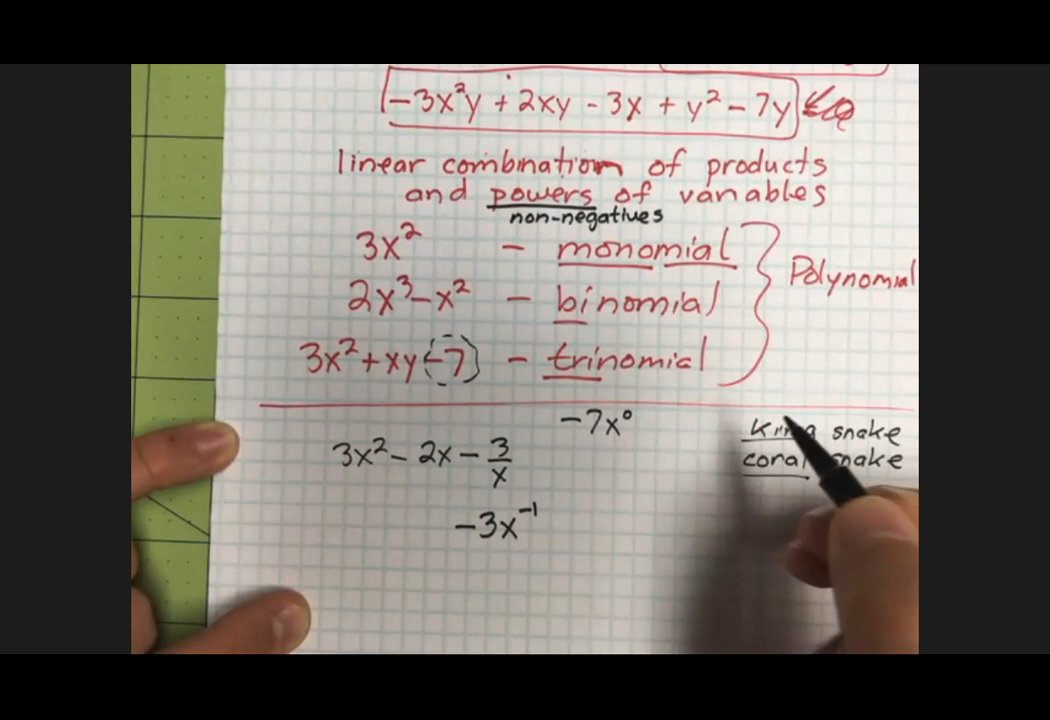 -3x²y + 2xy - 3x + y² - 7y
linear combination of products
and powers of variables
non-negatives
3x² - monomial
2x³-x² - binomial
Polynomial
3x²+xy(-7) - trinomial
-7x⁰
3x²- 2x - 3/x
-3x⁻¹
snake
coral snake